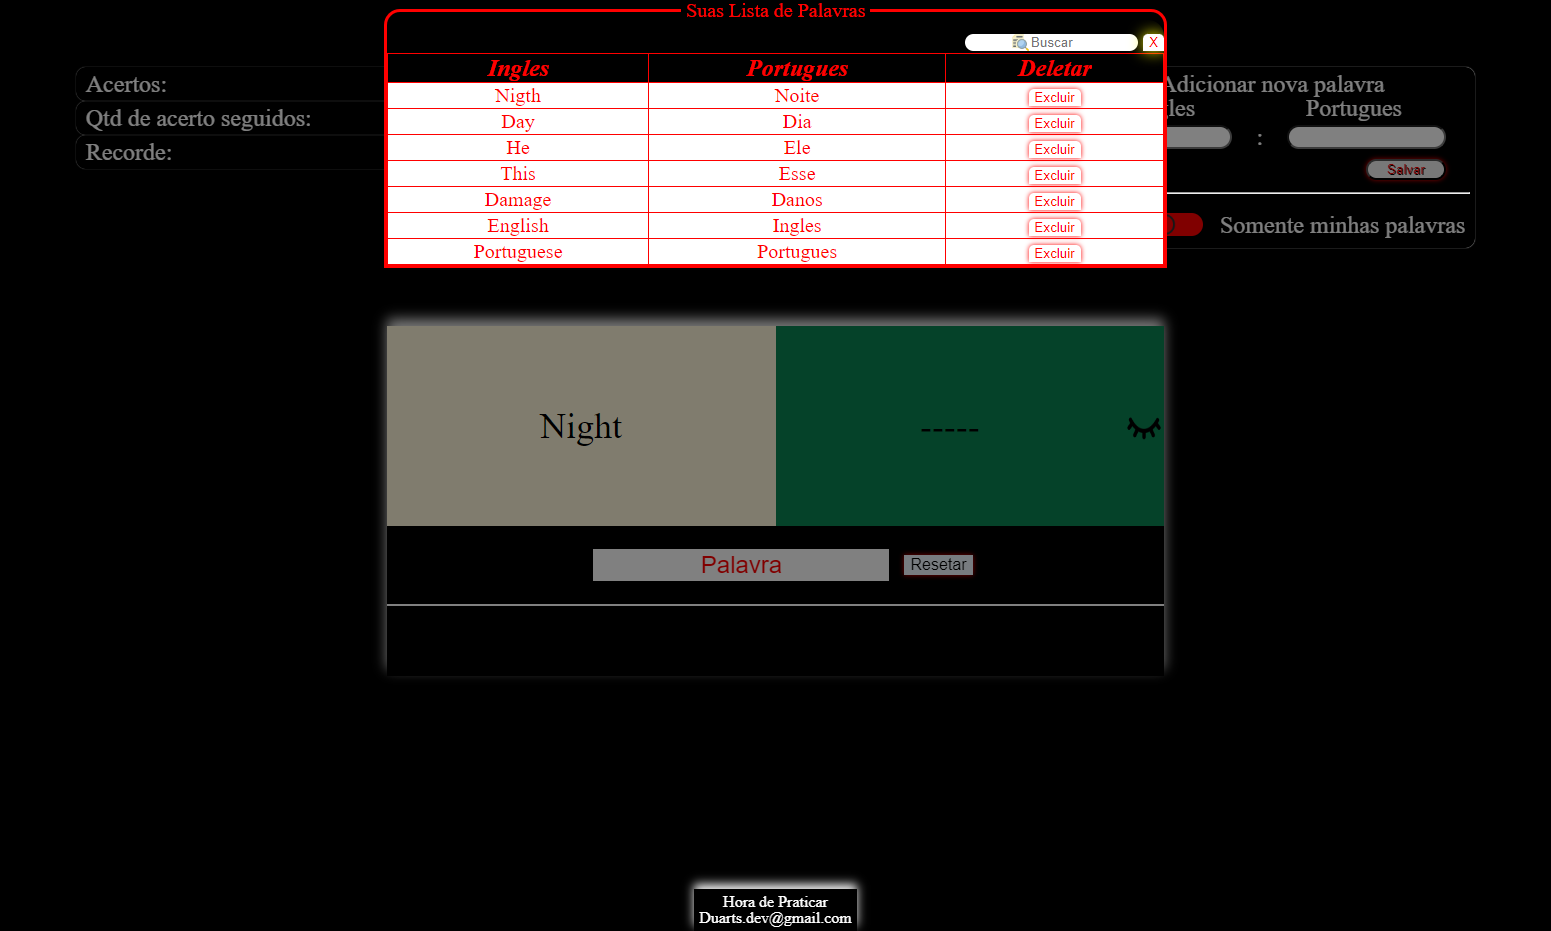 Suas Lista de Palavras
Buscar X
Ingles Portugues Deletar
Nigth Noite Excluir
Day Dia Excluir
He Ele Excluir
This Esse Excluir
Damage Danos Excluir
English Ingles Excluir
Portuguese Portugues Excluir
Acertos:
Qtd de acerto seguidos:
Recorde:
Adicionar nova palavra
les Portugues
:
Salvar
Somente minhas palavras
Night -----
Palavra Resetar
Hora de Praticar
Duarts.dev@gmail.com